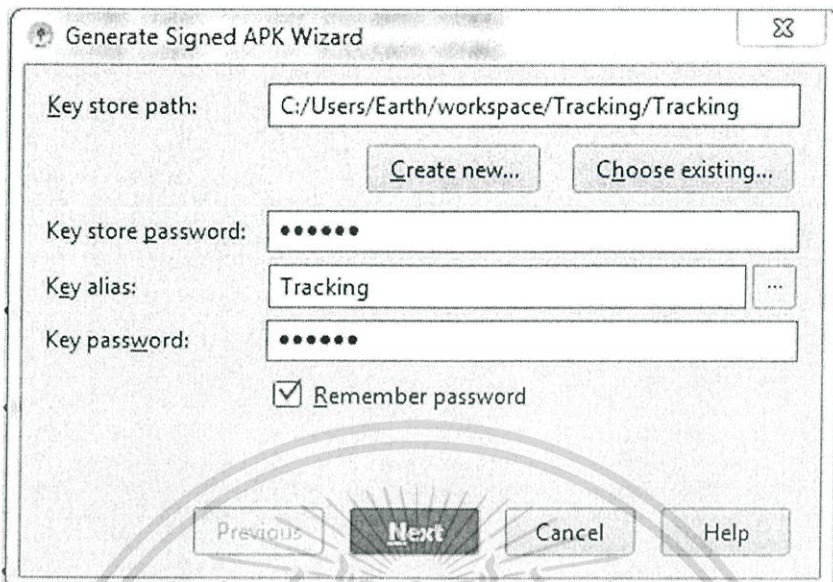 Generate Signed APK Wizard
Key store path: C:/Users/Earth/workspace/Tracking/Tracking
Create new... Choose existing...
Key store password: ••••••
Key alias: Tracking ...
Key password: ••••••
Remember password
Previous Next Cancel Help